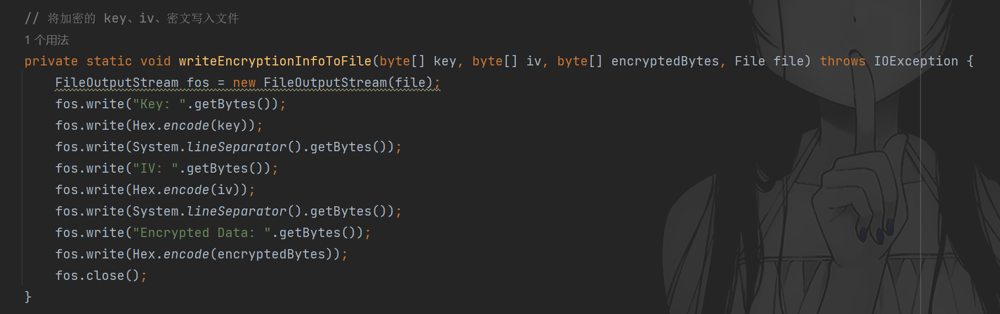 // 将加密的 key、iv、密文写入文件
1 个用法
private static void writeEncryptionInfoToFile(byte[] key, byte[] iv, byte[] encryptedBytes, File file) throws IOException {
    FileOutputStream fos = new FileOutputStream(file);
    fos.write("Key: ".getBytes());
    fos.write(Hex.encode(key));
    fos.write(System.lineSeparator().getBytes());
    fos.write("IV: ".getBytes());
    fos.write(Hex.encode(iv));
    fos.write(System.lineSeparator().getBytes());
    fos.write("Encrypted Data: ".getBytes());
    fos.write(Hex.encode(encryptedBytes));
    fos.close();
}